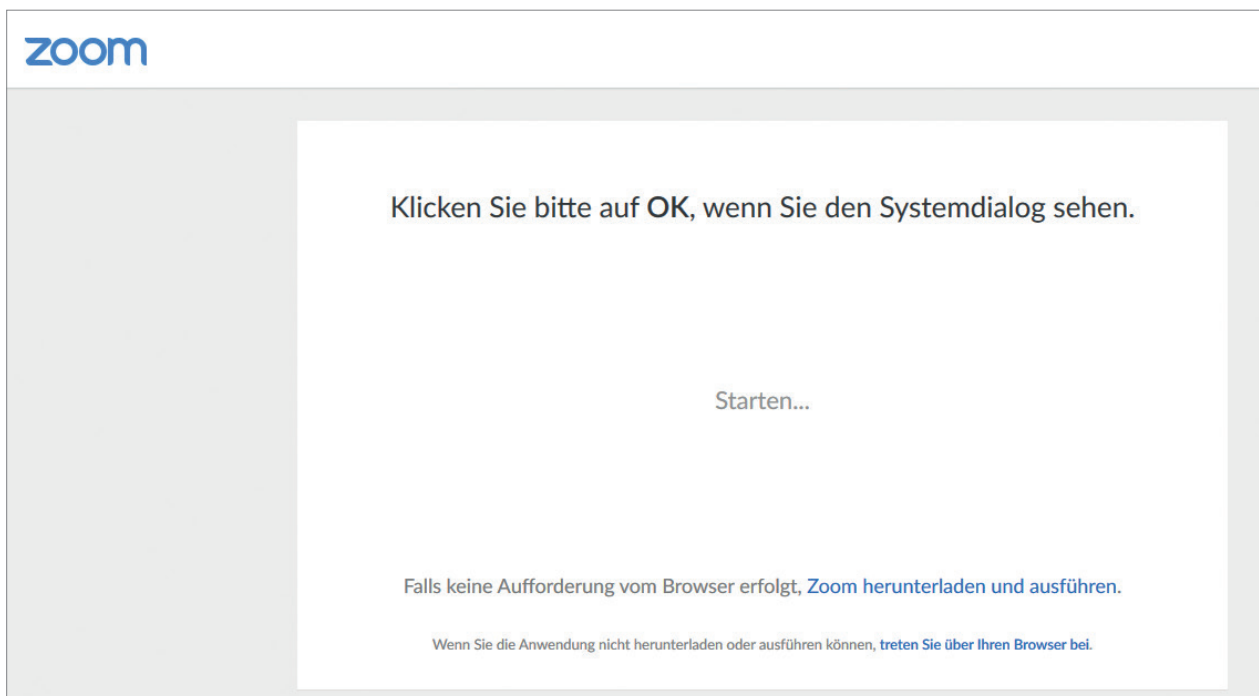 zoom
Klicken Sie bitte auf OK, wenn Sie den Systemdialog sehen.
Starten...
Falls keine Aufforderung vom Browser erfolgt, Zoom herunterladen und ausführen.
Wenn Sie die Anwendung nicht herunterladen oder ausführen können, treten Sie über Ihren Browser bei.